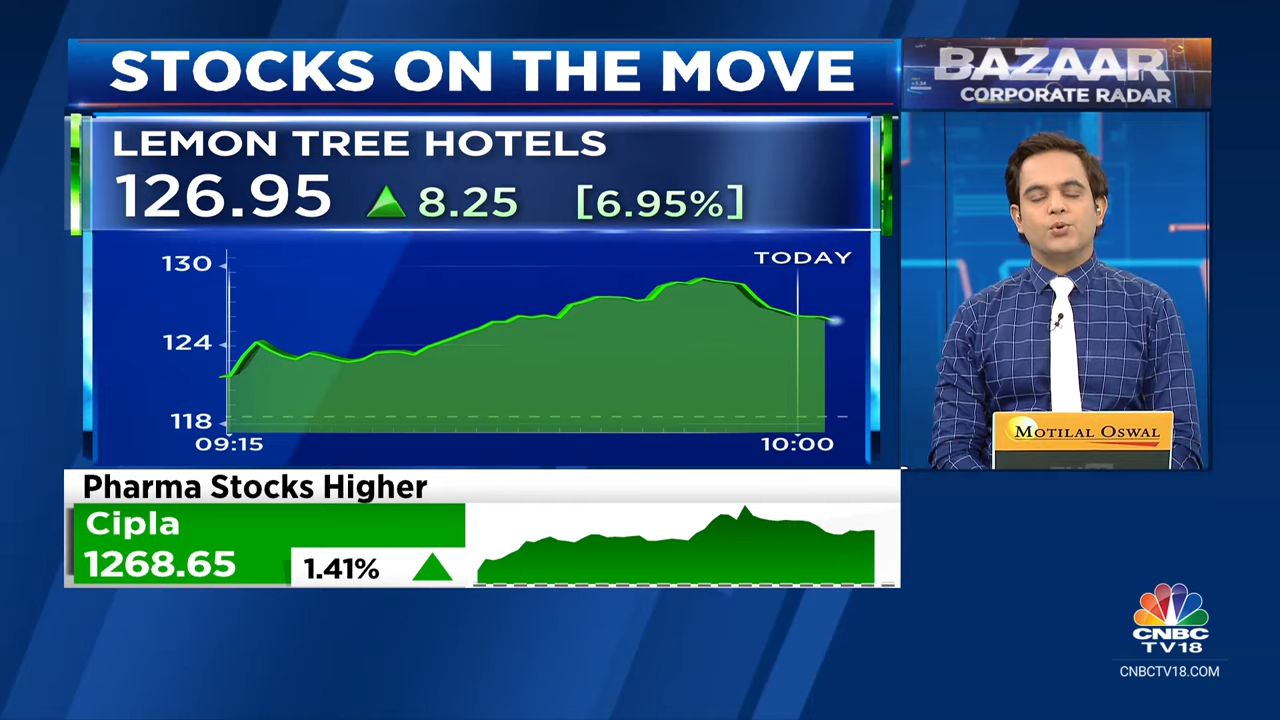 STOCKS ON THE MOVE
BAZAAR
CORPORATE RADAR
LEMON TREE HOTELS
126.95 ▲ 8.25 [6.95%]
TODAY
130
124
118
09:15
10:00
MOTILAL OSWAL
Pharma Stocks Higher
Cipla
1268.65
1.41% ▲
CNBC
TV18
CNBCTV18.COM